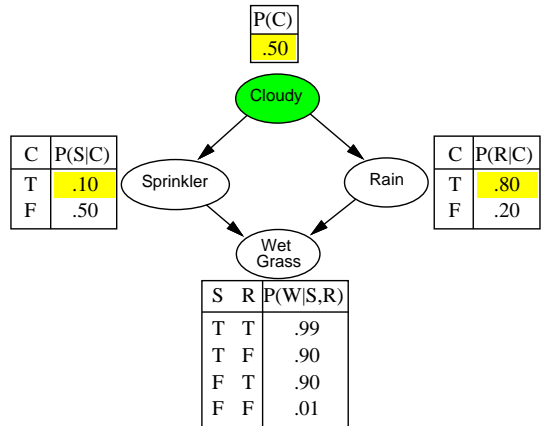 P(C)
.50
Cloudy
C P(S|C)
T .10
F .50
Sprinkler
Rain
C P(R|C)
T .80
F .20
Wet
Grass
S R P(W|S,R)
T T .99
T F .90
F T .90
F F .01